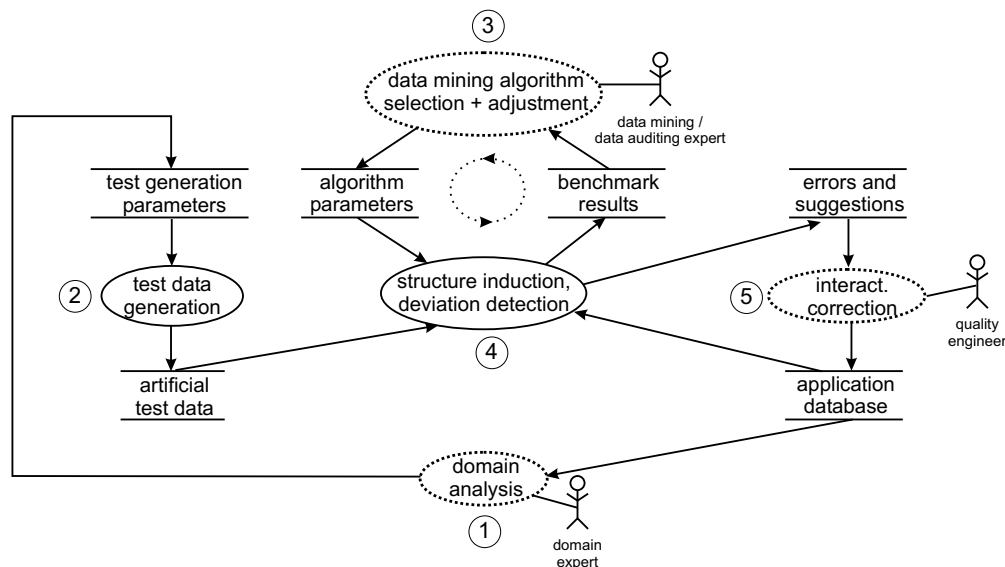 3
data mining algorithm
selection + adjustment
data mining /
data auditing expert
test generation
parameters
algorithm
parameters
benchmark
results
errors and
suggestions
2
test data
generation
structure induction,
deviation detection
4
5
interact.
correction
quality
engineer
artificial
test data
application
database
domain
analysis
1
domain
expert